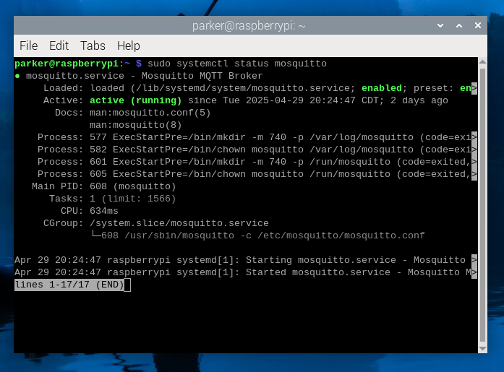 parker@raspberrypi: ~
File Edit Tabs Help
parker@raspberrypi:~ $ sudo systemctl status mosquitto
● mosquitto.service - Mosquitto MQTT Broker
Loaded: loaded (/lib/systemd/system/mosquitto.service; enabled; preset: en>
Active: active (running) since Tue 2025-04-29 20:24:47 CDT; 2 days ago
Docs: man:mosquitto.conf(5)
man:mosquitto(8)
Process: 577 ExecStartPre=/bin/mkdir -m 740 -p /var/log/mosquitto (code=exi>
Process: 582 ExecStartPre=/bin/chown mosquitto /var/log/mosquitto (code=exi>
Process: 601 ExecStartPre=/bin/mkdir -m 740 -p /run/mosquitto (code=exited,>
Process: 605 ExecStartPre=/bin/chown mosquitto /run/mosquitto (code=exited,>
Main PID: 608 (mosquitto)
Tasks: 1 (limit: 1566)
CPU: 634ms
CGroup: /system.slice/mosquitto.service
└─608 /usr/sbin/mosquitto -c /etc/mosquitto/mosquitto.conf
Apr 29 20:24:47 raspberrypi systemd[1]: Starting mosquitto.service - Mosquitto >
Apr 29 20:24:47 raspberrypi systemd[1]: Started mosquitto.service - Mosquitto M>
lines 1-17/17 (END)